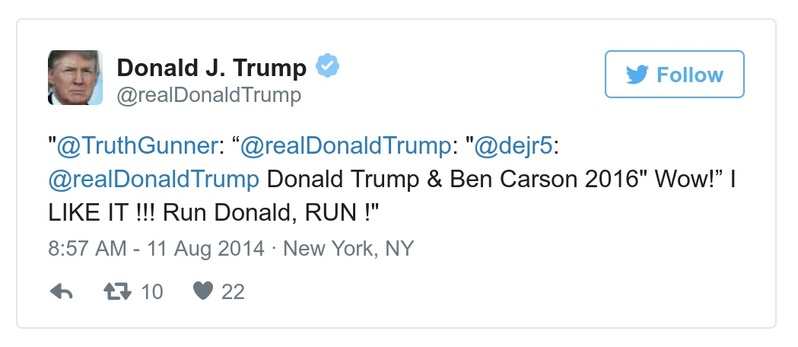 Donald J. Trump
@realDonaldTrump
Follow
"@TruthGunner: “@realDonaldTrump: "@dejr5:
@realDonaldTrump Donald Trump & Ben Carson 2016" Wow!” I
LIKE IT !!! Run Donald, RUN !"
8:57 AM - 11 Aug 2014 · New York, NY
10 22